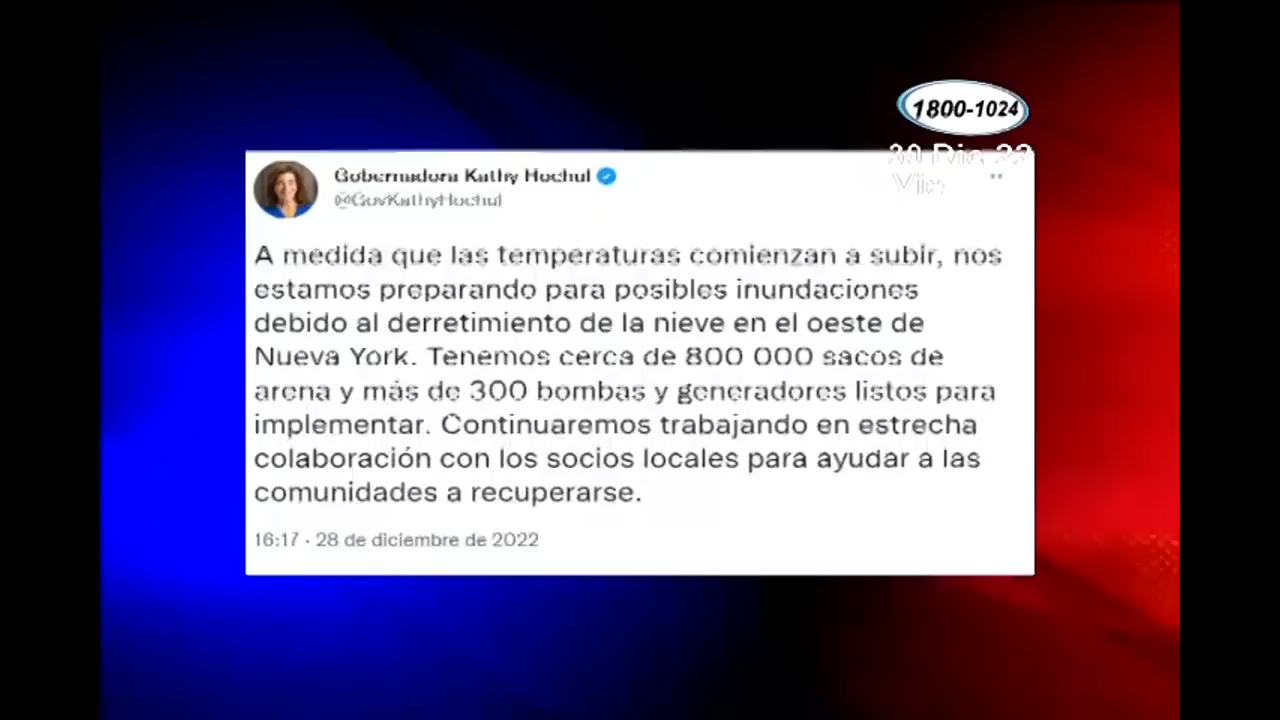 1800-1024
30 Dic 22
Gobernadora Kathy Hochul
@GovKathyHochul
A medida que las temperaturas comienzan a subir, nos
estamos preparando para posibles inundaciones
debido al derretimiento de la nieve en el oeste de
Nueva York. Tenemos cerca de 800 000 sacos de
arena y más de 300 bombas y generadores listos para
implementar. Continuaremos trabajando en estrecha
colaboración con los socios locales para ayudar a las
comunidades a recuperarse.
16:17 · 28 de diciembre de 2022